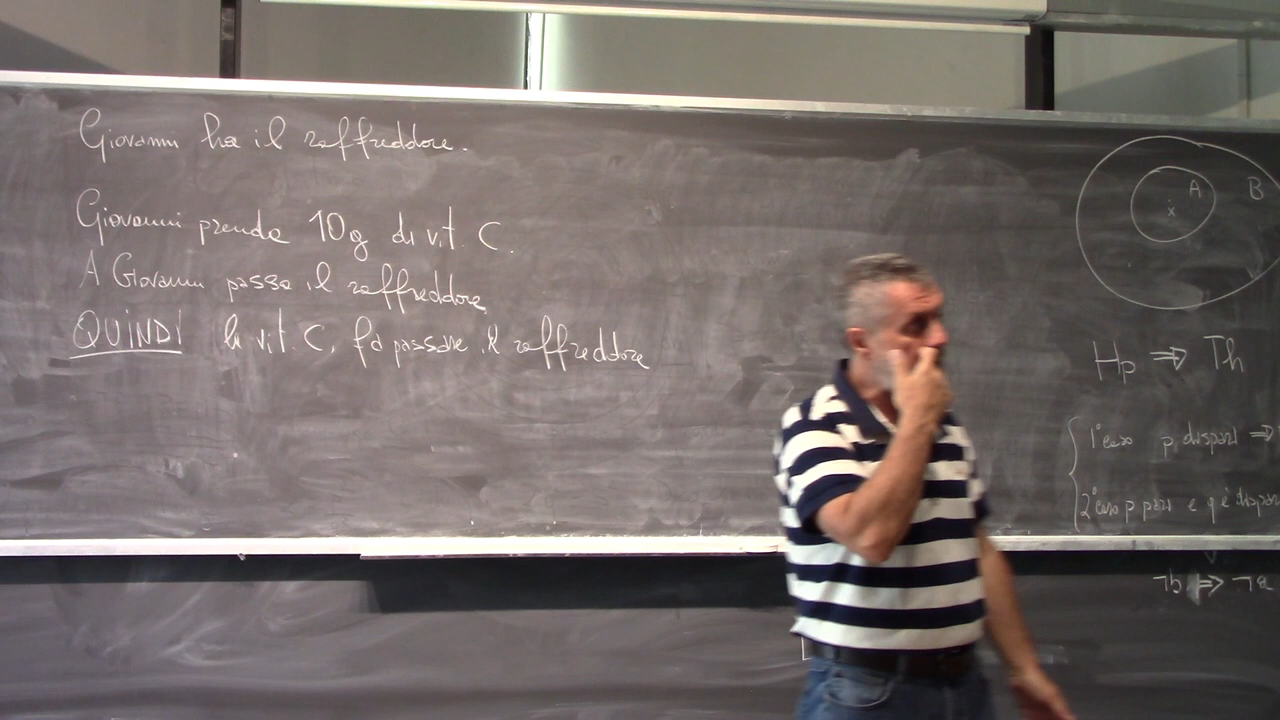 Giovanni ha il raffreddore.
Giovanni prende 10g di vit. C.
A Giovanni passa il raffreddore
QUINDI la vit. C. fa passare il raffreddore
A B
x
Hp ⇒ Th
1° caso p, dispari ⇒
2° caso p pari e q è dispari
¬b ⇒ ¬a